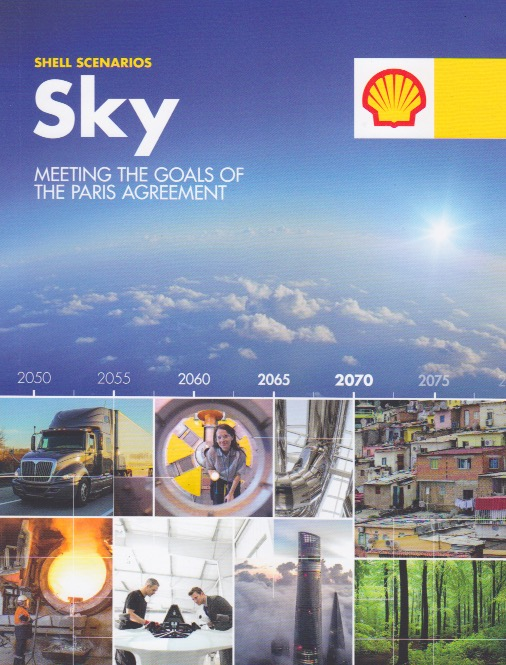 SHELL SCENARIOS
Sky
MEETING THE GOALS OF
THE PARIS AGREEMENT
2050 2055 2060 2065 2070 2075